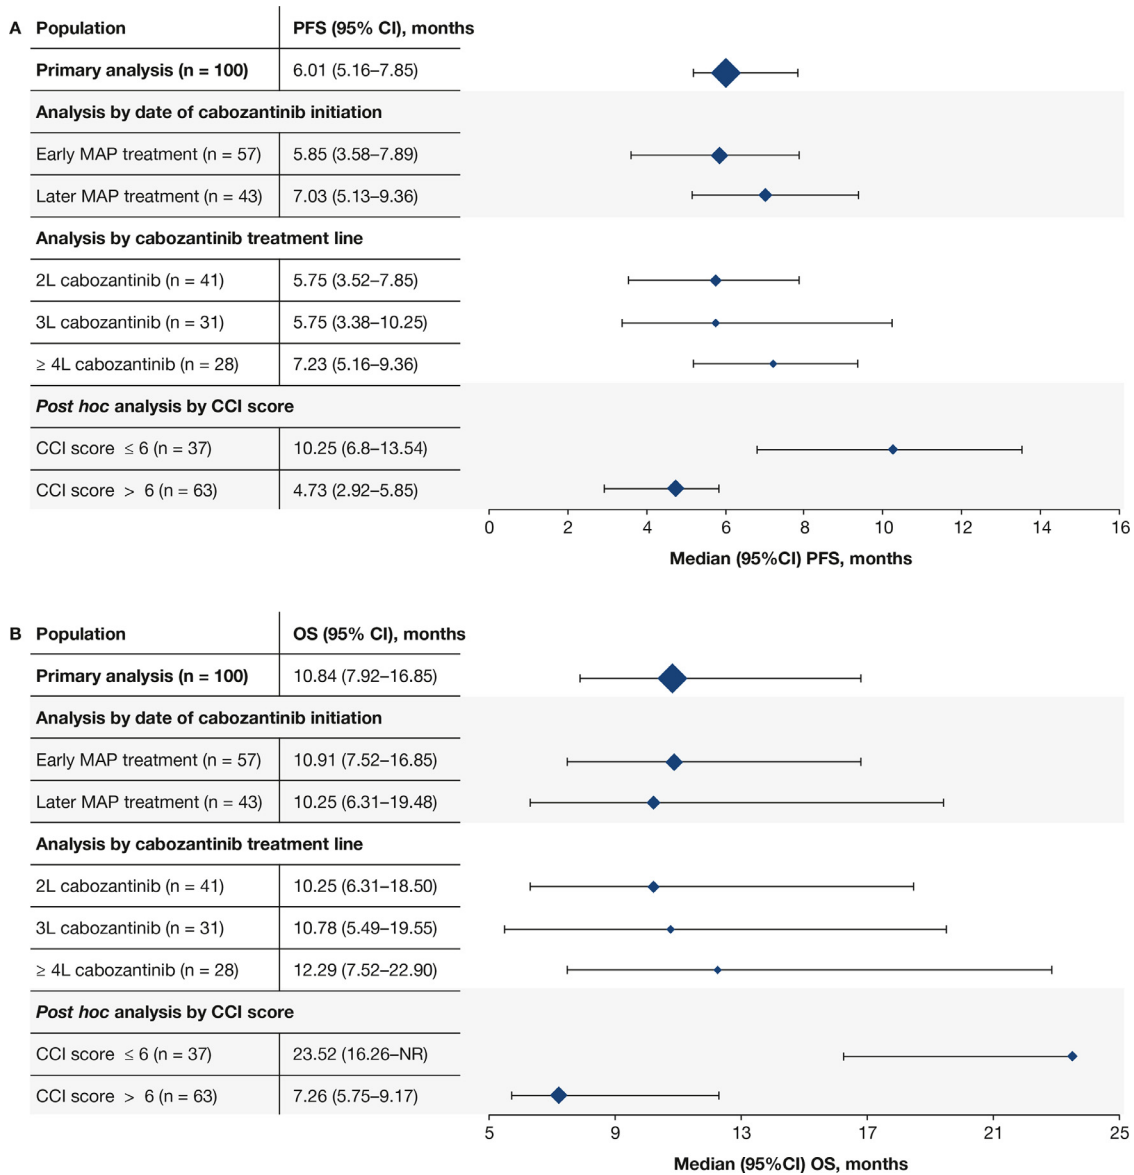 A Population PFS (95% CI), months
Primary analysis (n = 100) 6.01 (5.16–7.85)
Analysis by date of cabozantinib initiation
Early MAP treatment (n = 57) 5.85 (3.58–7.89)
Later MAP treatment (n = 43) 7.03 (5.13–9.36)
Analysis by cabozantinib treatment line
2L cabozantinib (n = 41) 5.75 (3.52–7.85)
3L cabozantinib (n = 31) 5.75 (3.38–10.25)
≥ 4L cabozantinib (n = 28) 7.23 (5.16–9.36)
Post hoc analysis by CCI score
CCI score ≤ 6 (n = 37) 10.25 (6.8–13.54)
CCI score > 6 (n = 63) 4.73 (2.92–5.85)
0 2 4 6 8 10 12 14 16
Median (95%CI) PFS, months
B Population OS (95% CI), months
Primary analysis (n = 100) 10.84 (7.92–16.85)
Analysis by date of cabozantinib initiation
Early MAP treatment (n = 57) 10.91 (7.52–16.85)
Later MAP treatment (n = 43) 10.25 (6.31–19.48)
Analysis by cabozantinib treatment line
2L cabozantinib (n = 41) 10.25 (6.31–18.50)
3L cabozantinib (n = 31) 10.78 (5.49–19.55)
≥ 4L cabozantinib (n = 28) 12.29 (7.52–22.90)
Post hoc analysis by CCI score
CCI score ≤ 6 (n = 37) 23.52 (16.26–NR)
CCI score > 6 (n = 63) 7.26 (5.75–9.17)
5 9 13 17 21 25
Median (95%CI) OS, months